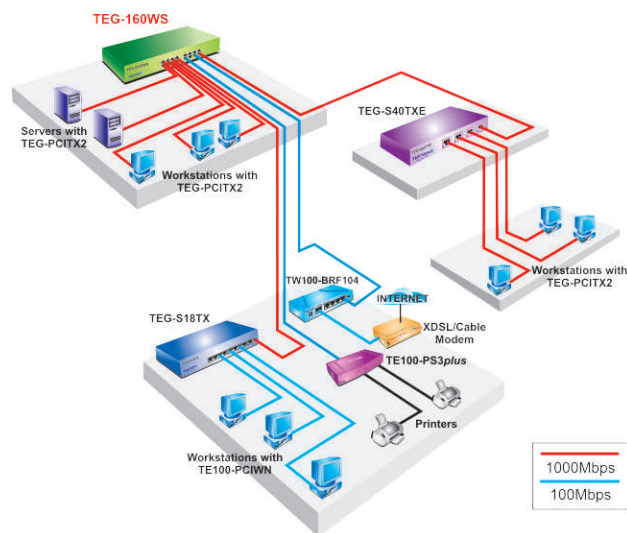 TEG-160WS
TEG-S40TXE
Servers with
TEG-PCITX2
Workstations with
TEG-PCITX2
Workstations with
TEG-PCITX2
TW100-BRF104
INTERNET
TEG-S18TX
XDSL/Cable
Modem
TE100-PS3plus
Printers
Workstations with
TE100-PCIWN
1000Mbps
100Mbps